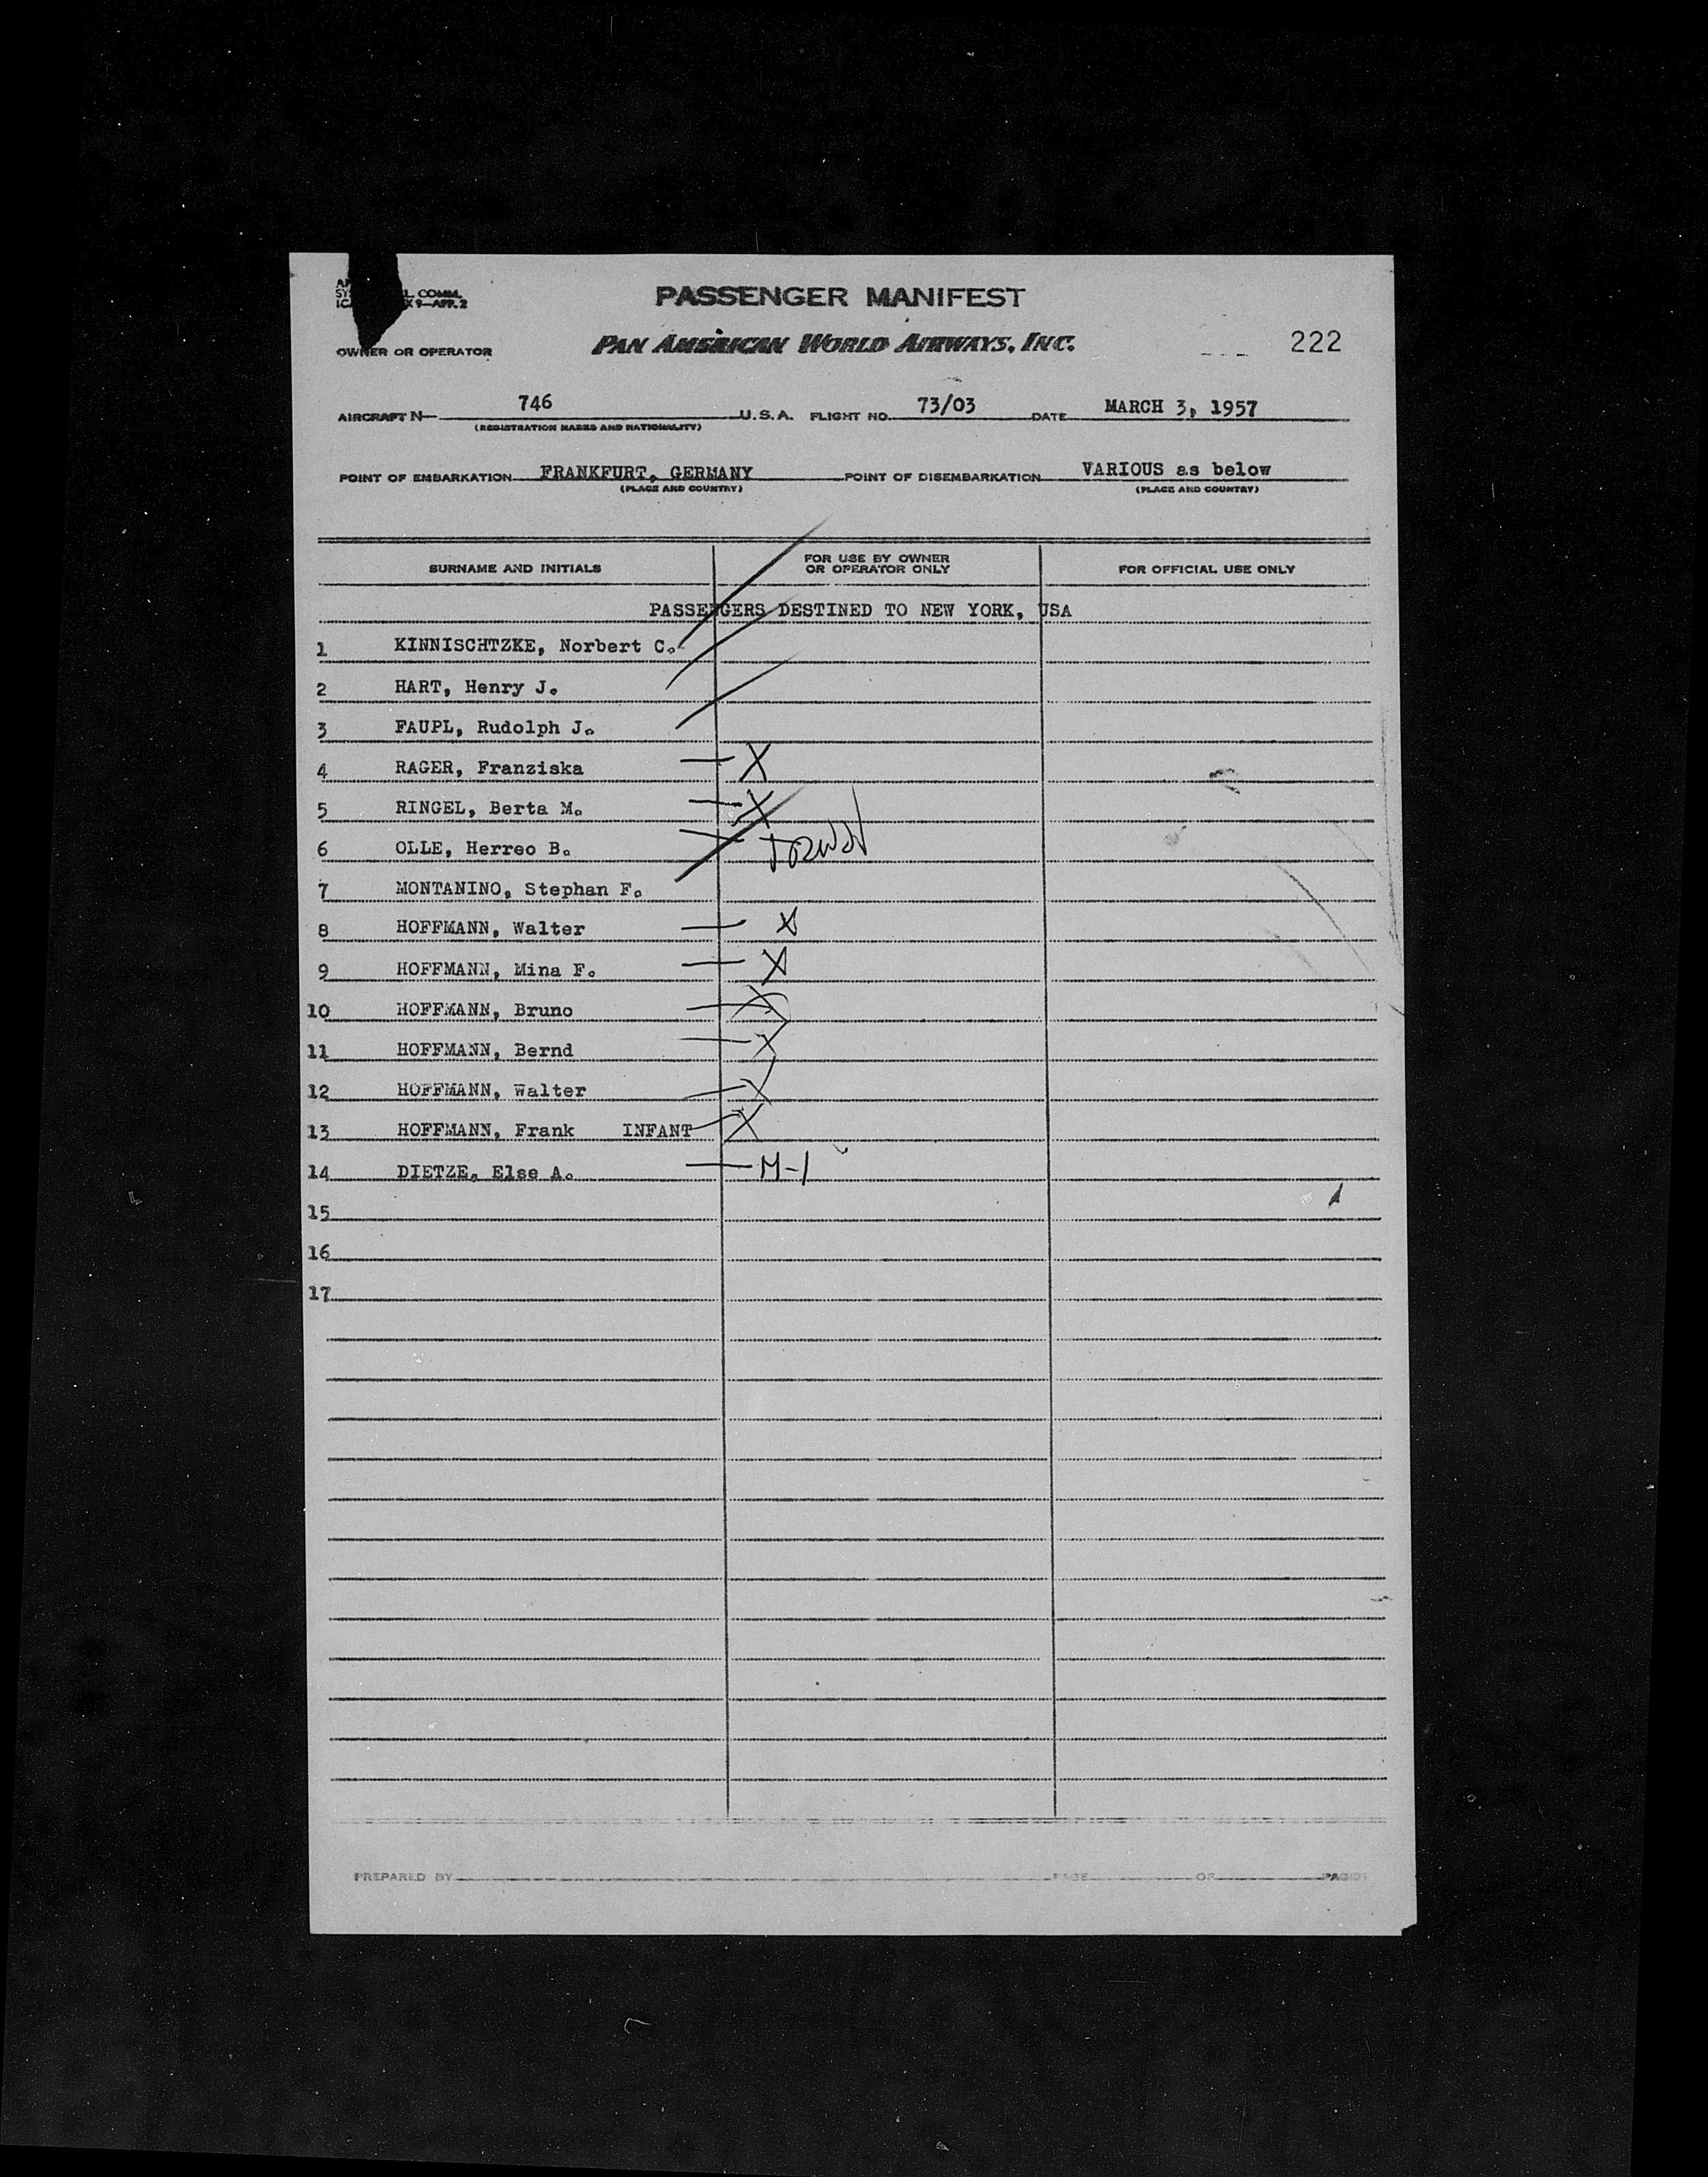 L. COMM.
9—APP. 2
PASSENGER MANIFEST
OWNER OR OPERATOR
PAN AMERICAN WORLD AIRWAYS, INC.
222
AIRCRAFT N— 746 U.S.A. FLIGHT NO. 73/03 DATE MARCH 3, 1957
(REGISTRATION MARKS AND NATIONALITY)
POINT OF EMBARKATION FRANKFURT, GERMANY POINT OF DISEMBARKATION VARIOUS as below
(PLACE AND COUNTRY) (PLACE AND COUNTRY)
SURNAME AND INITIALS FOR USE BY OWNER OR OPERATOR ONLY FOR OFFICIAL USE ONLY
PASSENGERS DESTINED TO NEW YORK, USA
1 KINNISCHTZKE, Norbert C.
2 HART, Henry J.
3 FAUPL, Rudolph J.
4 RAGER, Franziska X
5 RINGEL, Berta M. X
6 OLLE, Herreo B.
7 MONTANINO, Stephan F.
8 HOFFMANN, Walter X
9 HOFFMANN, Mina F. X
10 HOFFMANN, Bruno X
11 HOFFMANN, Bernd X
12 HOFFMANN, Walter X
13 HOFFMANN, Frank INFANT X
14 DIETZE, Else A. M-1
15
16
17
PREPARED BY PAGE OF PAGES